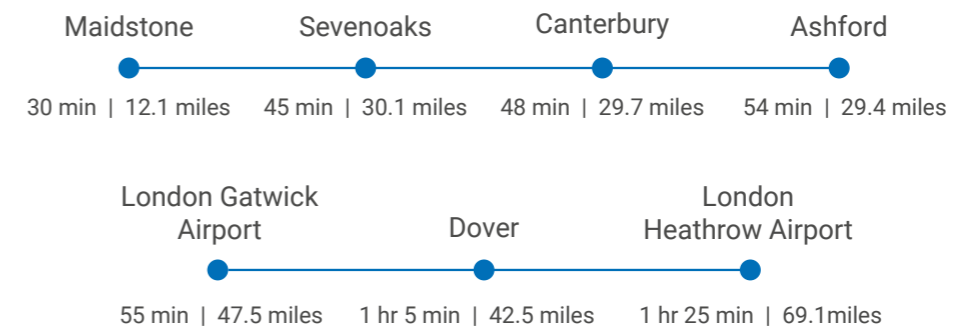 Maidstone
Sevenoaks
Canterbury
Ashford
30 min | 12.1 miles
45 min | 30.1 miles
48 min | 29.7 miles
54 min | 29.4 miles
London Gatwick
Airport
Dover
London
Heathrow Airport
55 min | 47.5 miles
1 hr 5 min | 42.5 miles
1 hr 25 min | 69.1miles